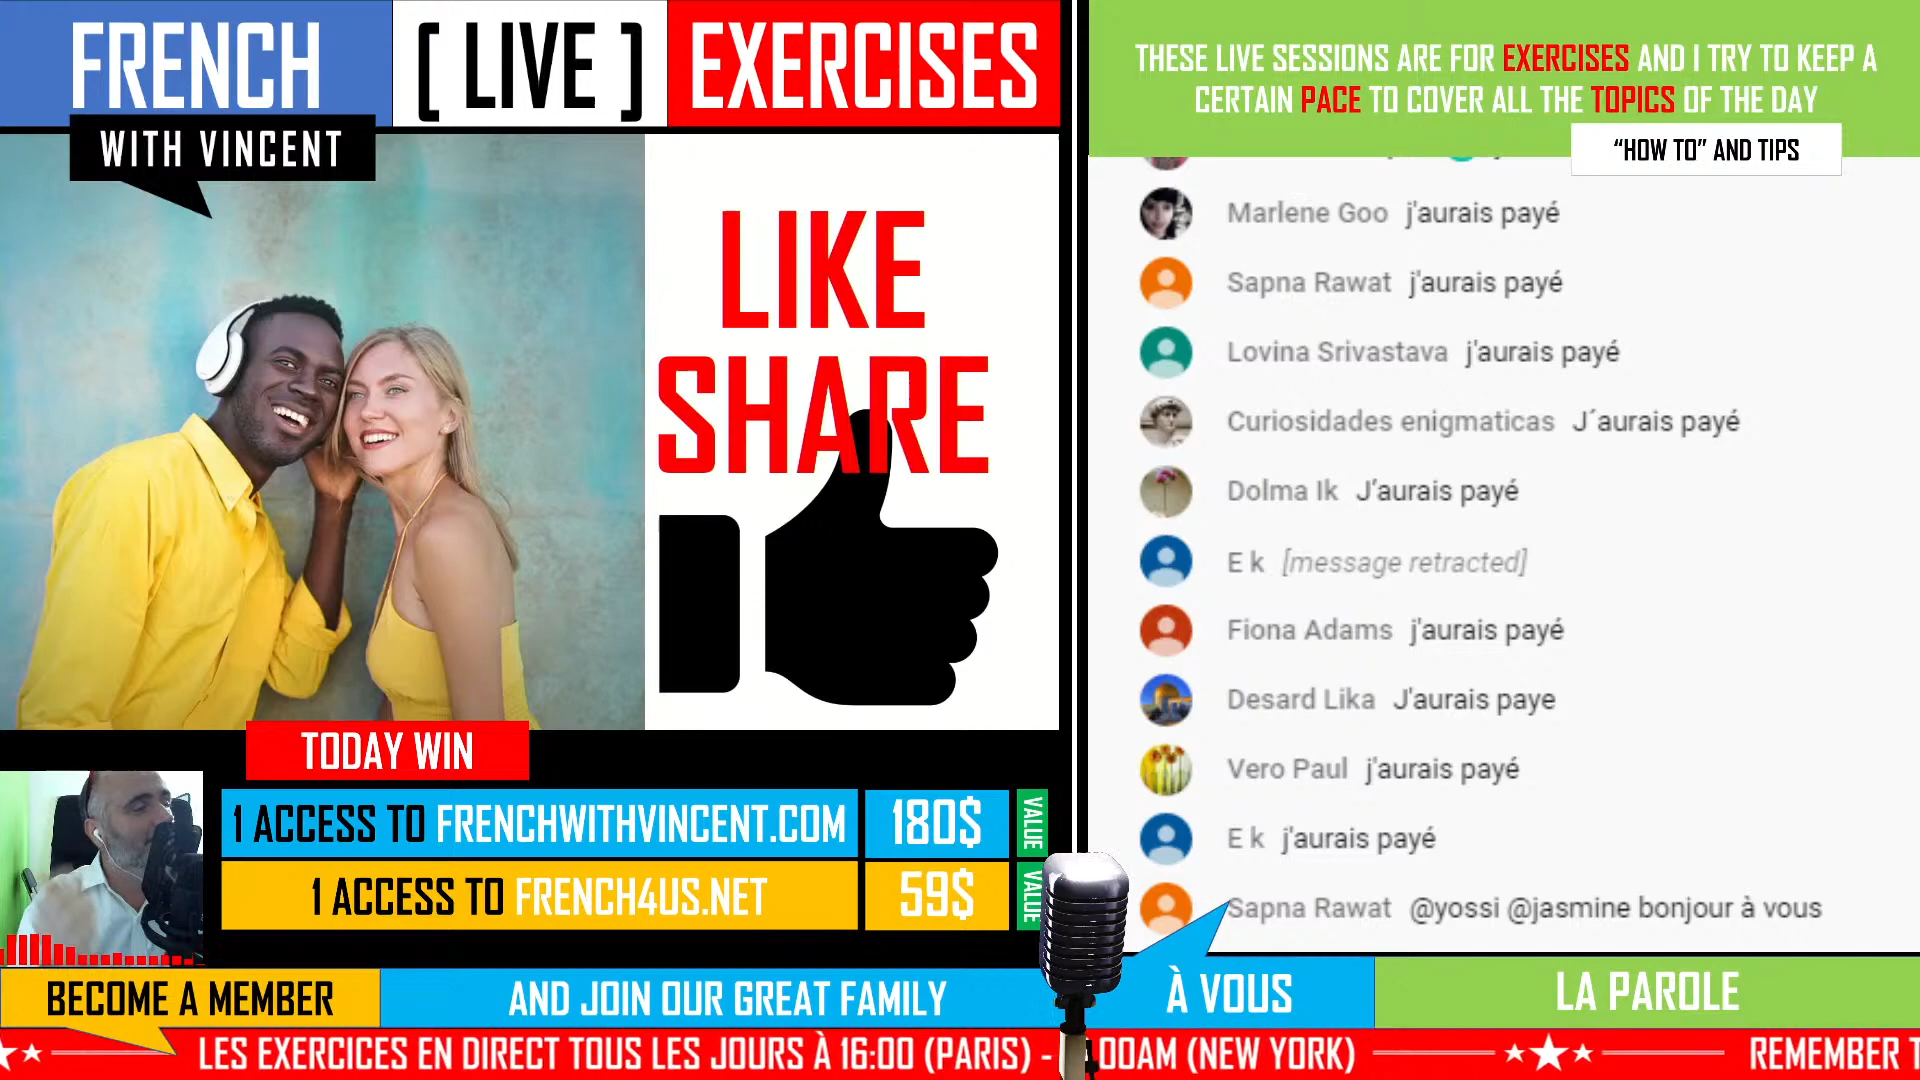 FRENCH
[ LIVE ]
EXERCISES
WITH VINCENT
LIKE
SHARE
TODAY WIN
1 ACCESS TO FRENCHWITHVINCENT.COM
180$
VALUE
1 ACCESS TO FRENCH4US.NET
59$
VALUE
BECOME A MEMBER
AND JOIN OUR GREAT FAMILY
THESE LIVE SESSIONS ARE FOR EXERCISES AND I TRY TO KEEP A
CERTAIN PACE TO COVER ALL THE TOPICS OF THE DAY
“HOW TO” AND TIPS
Marlene Goo j'aurais payé
Sapna Rawat j'aurais payé
Lovina Srivastava j'aurais payé
Curiosidades enigmaticas J´aurais payé
Dolma Ik J'aurais payé
E k [message retracted]
Fiona Adams j'aurais payé
Desard Lika J'aurais paye
Vero Paul j'aurais payé
E k j'aurais payé
Sapna Rawat @yossi @jasmine bonjour à vous
À VOUS
LA PAROLE
LES EXERCICES EN DIRECT TOUS LES JOURS À 16:00 (PARIS) - 00AM (NEW YORK)
REMEMBER